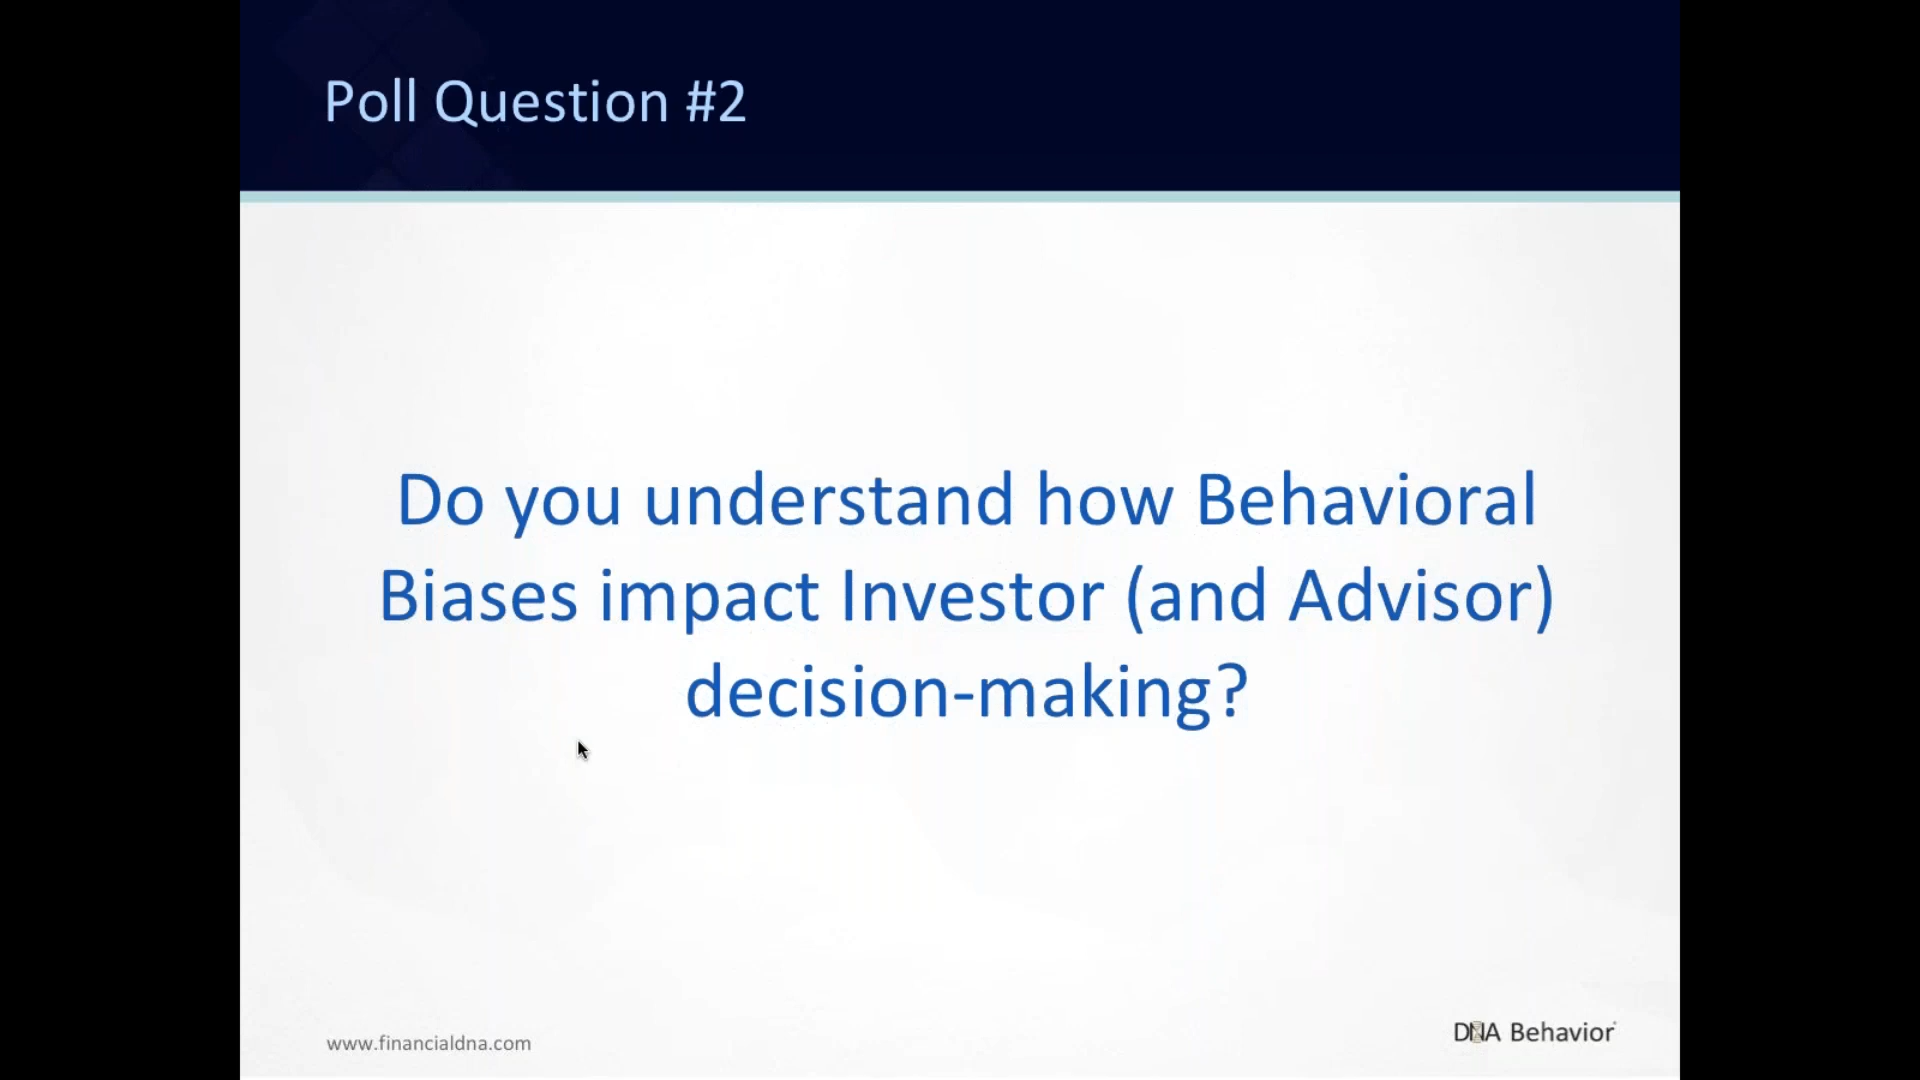 Poll Question #2
Do you understand how Behavioral
Biases impact Investor (and Advisor)
decision-making?
www.financialdna.com
DNA Behavior